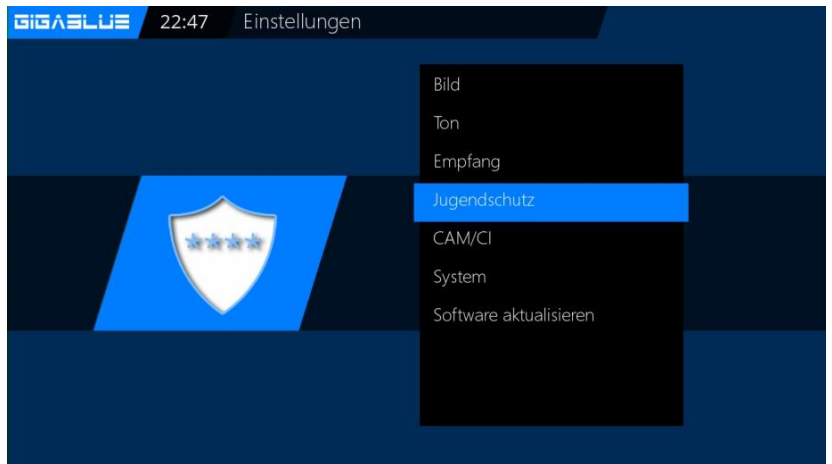 GIGABLUE 22:47 Einstellungen
Bild
Ton
Empfang
Jugendschutz
CAM/CI
System
Software aktualisieren